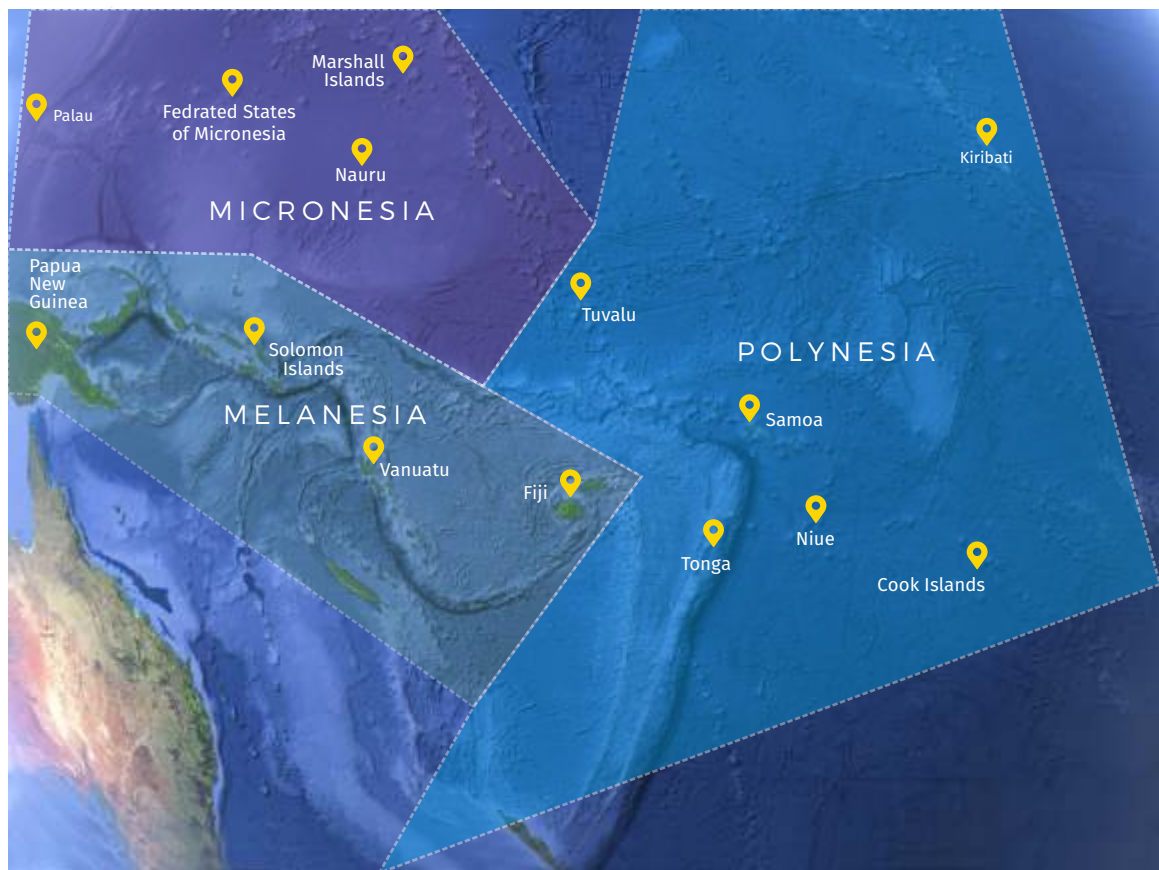 Marshall
Islands
Palau
Fedrated States
of Micronesia
Kiribati
Nauru
MICRONESIA
Papua
New
Guinea
Tuvalu
Solomon
Islands
POLYNESIA
MELANESIA
Samoa
Vanuatu
Fiji
Niue
Tonga
Cook Islands